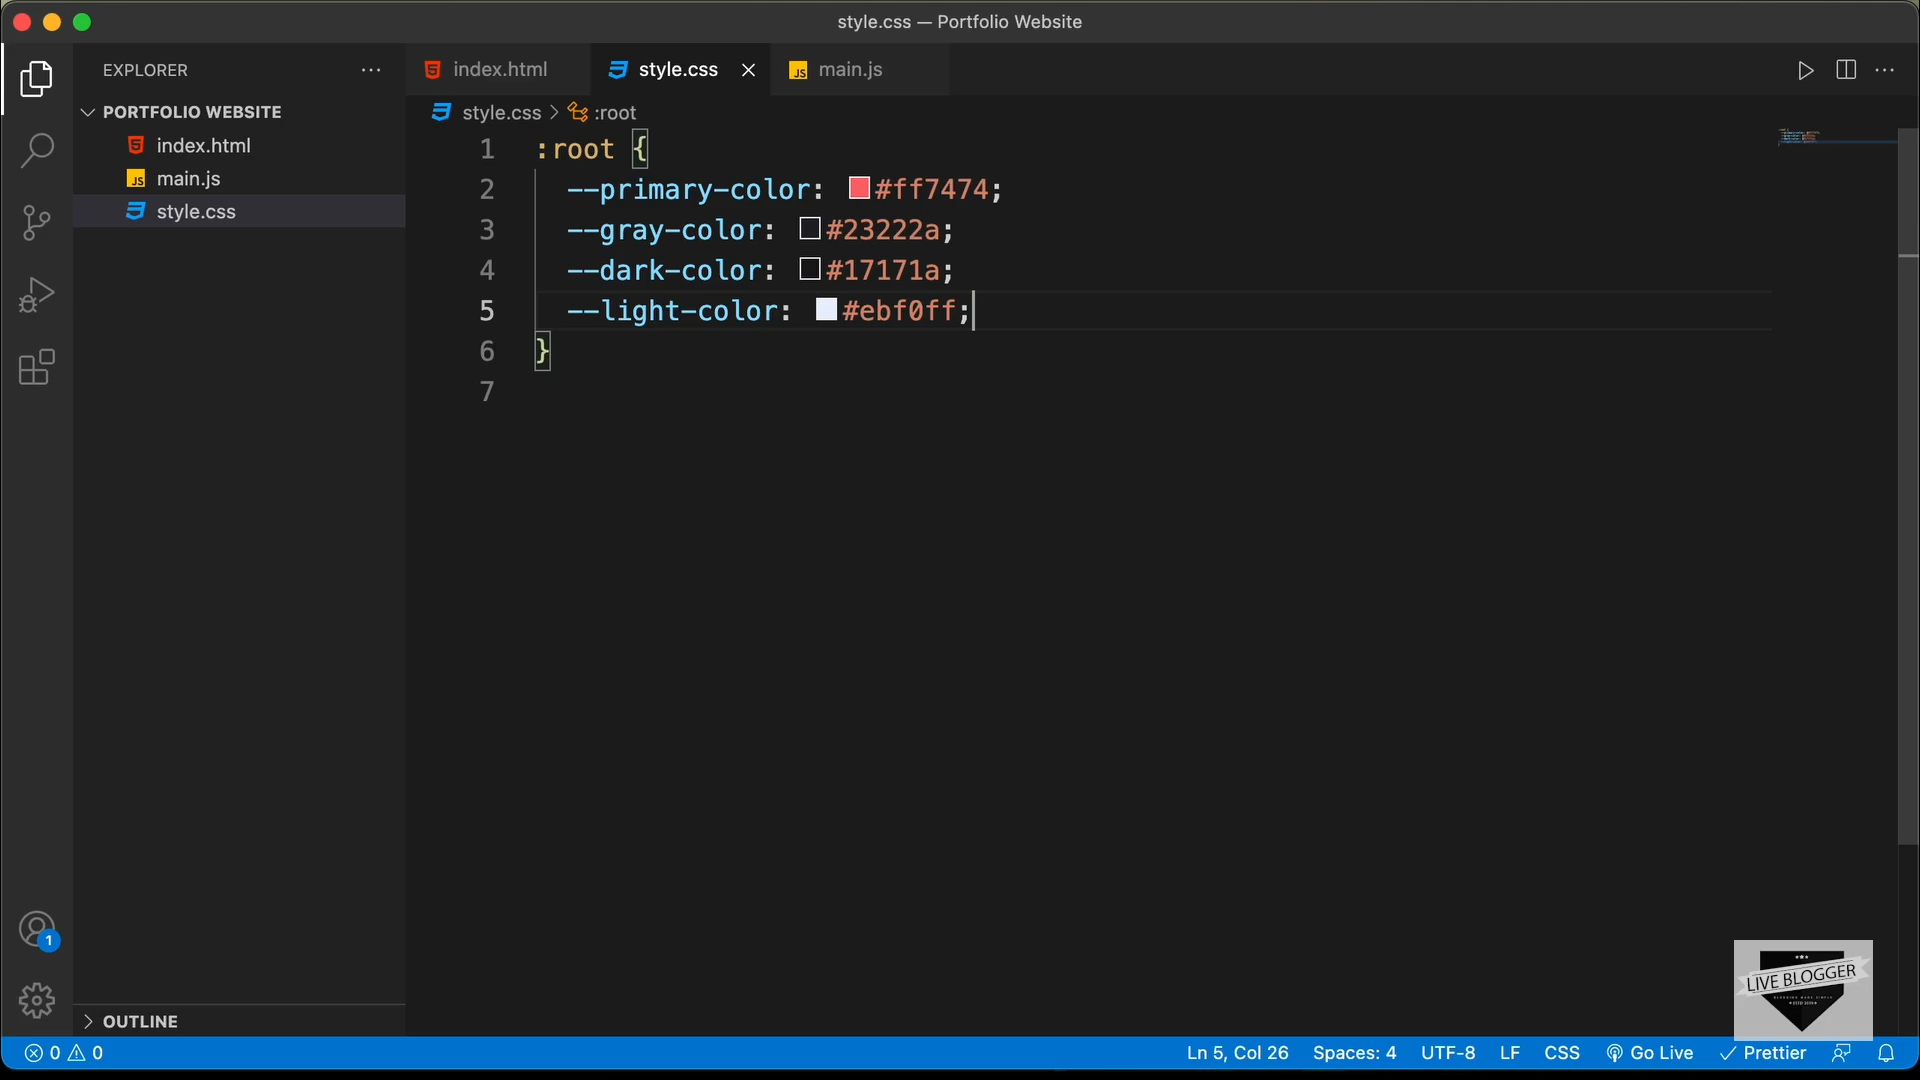 style.css — Portfolio Website
EXPLORER
index.html
style.css
main.js
PORTFOLIO WEBSITE
index.html
main.js
style.css
style.css > :root
1 :root {
2 --primary-color: #ff7474;
3 --gray-color: #23222a;
4 --dark-color: #17171a;
5 --light-color: #ebf0ff;
6 }
7
1
OUTLINE
LIVE BLOGGER
0 0
Ln 5, Col 26
Spaces: 4
UTF-8
LF
CSS
Go Live
Prettier